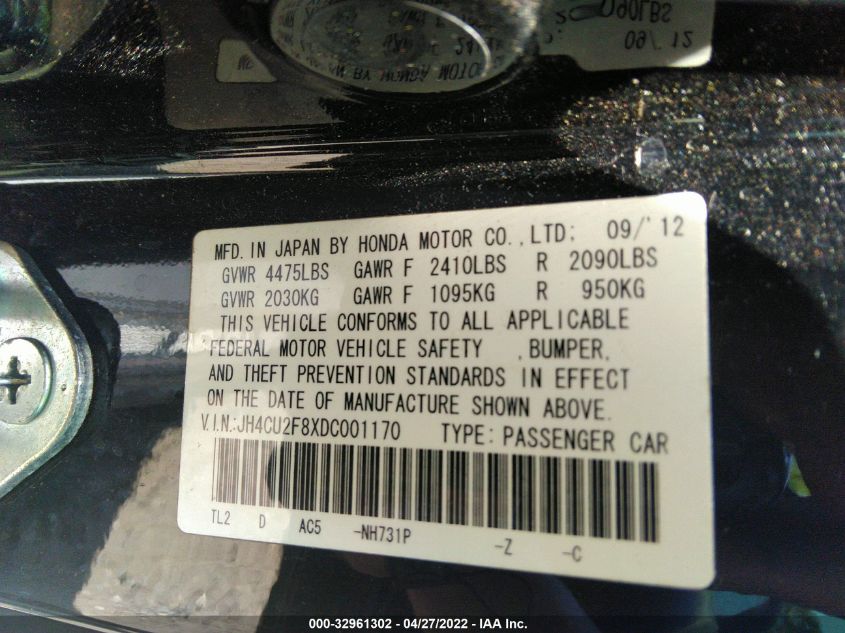 MFD. IN JAPAN BY HONDA MOTOR CO.,LTD: 09/'12
GVWR 4475LBS GAWR F 2410LBS R 2090LBS
GVWR 2030KG GAWR F 1095KG R 950KG
THIS VEHICLE CONFORMS TO ALL APPLICABLE
FEDERAL MOTOR VEHICLE SAFETY , BUMPER,
AND THEFT PREVENTION STANDARDS IN EFFECT
ON THE DATE OF MANUFACTURE SHOWN ABOVE.
V.I.N:JH4CU2F8XDC001170 TYPE: PASSENGER CAR
TL2 D AC5 -NH731P -Z -C
000-32961302 - 04/27/2022 - IAA Inc.